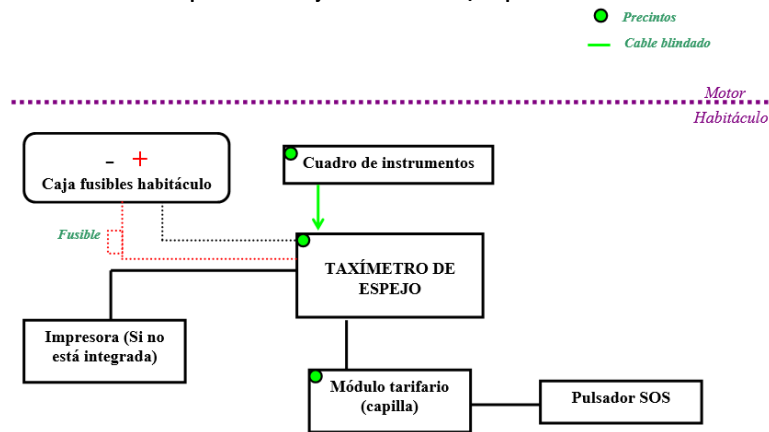 Precintos
Cable blindado
Motor
Habitáculo
- +
Caja fusibles habitáculo
Cuadro de instrumentos
Fusible
TAXÍMETRO DE
ESPEJO
Impresora (Si no
está integrada)
Módulo tarifario
(capilla)
Pulsador SOS